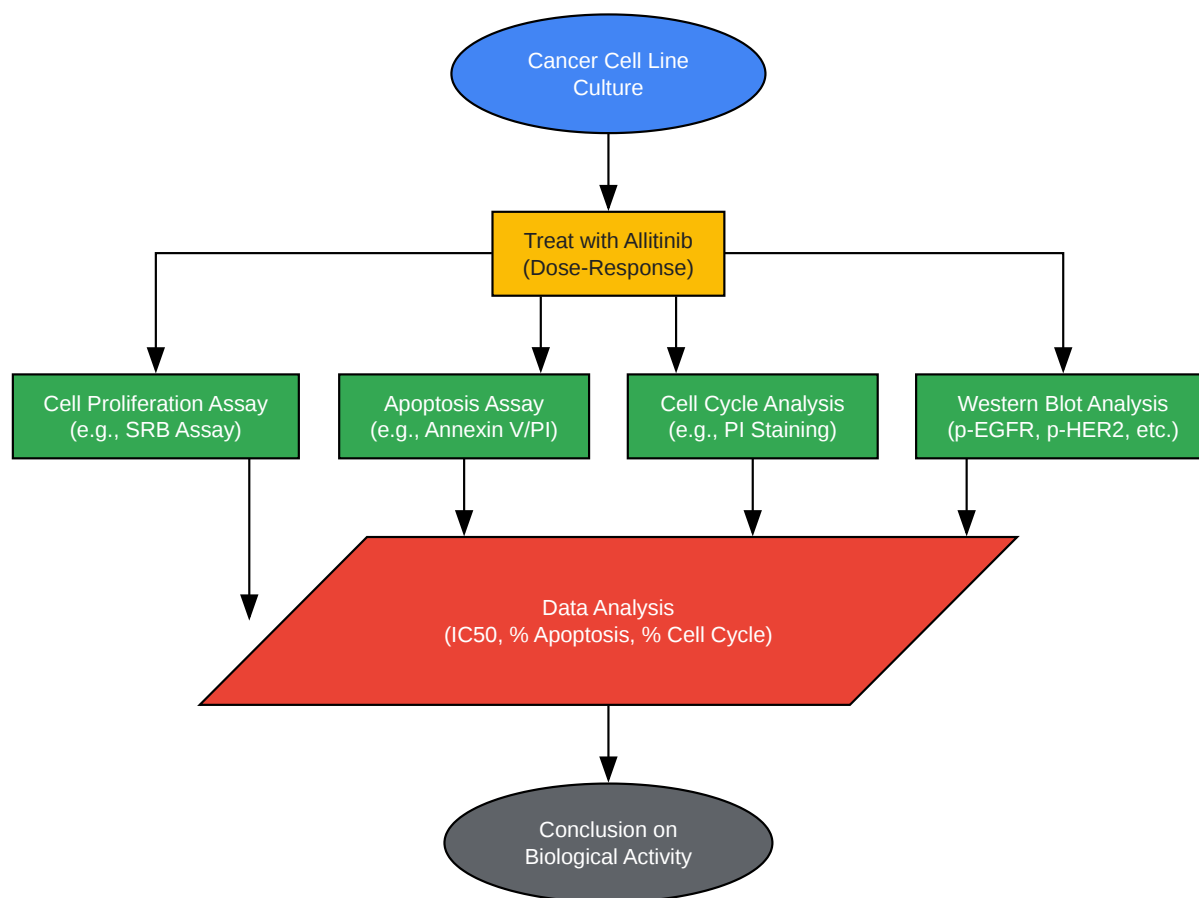 Cancer Cell Line
Culture
Treat with Allitinib
(Dose-Response)
Cell Proliferation Assay
(e.g., SRB Assay)
Apoptosis Assay
(e.g., Annexin V/PI)
Cell Cycle Analysis
(e.g., PI Staining)
Western Blot Analysis
(p-EGFR, p-HER2, etc.)
Data Analysis
(IC50, % Apoptosis, % Cell Cycle)
Conclusion on
Biological Activity